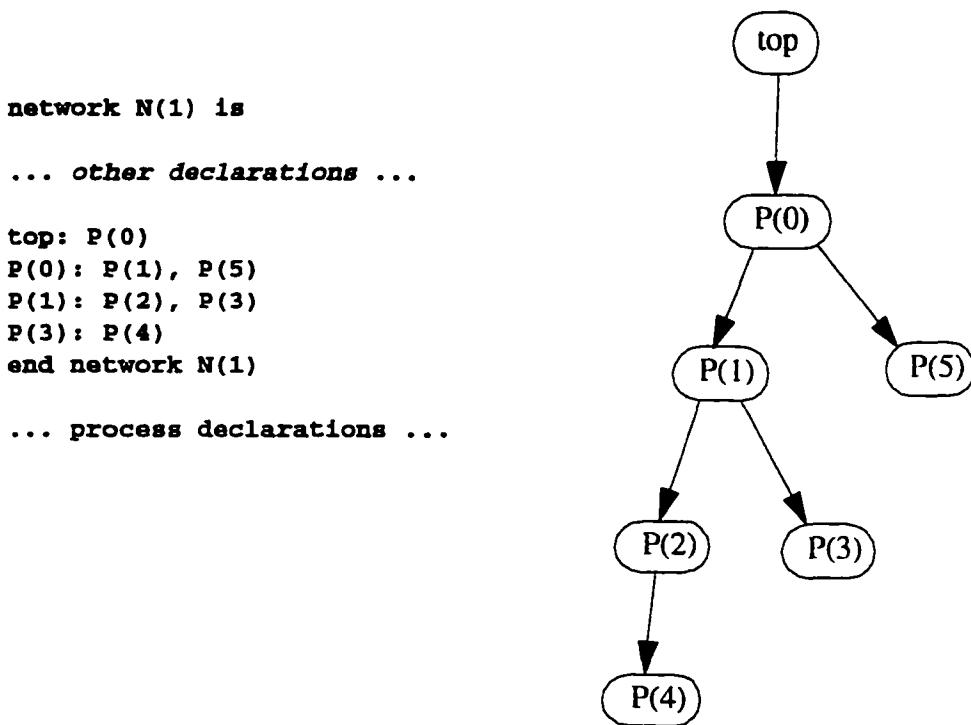 network N(1) is
... other declarations ...
top: P(0)
P(0): P(1), P(5)
P(1): P(2), P(3)
P(3): P(4)
end network N(1)
... process declarations ...
top
P(0)
P(1)
P(5)
P(2)
P(3)
P(4)